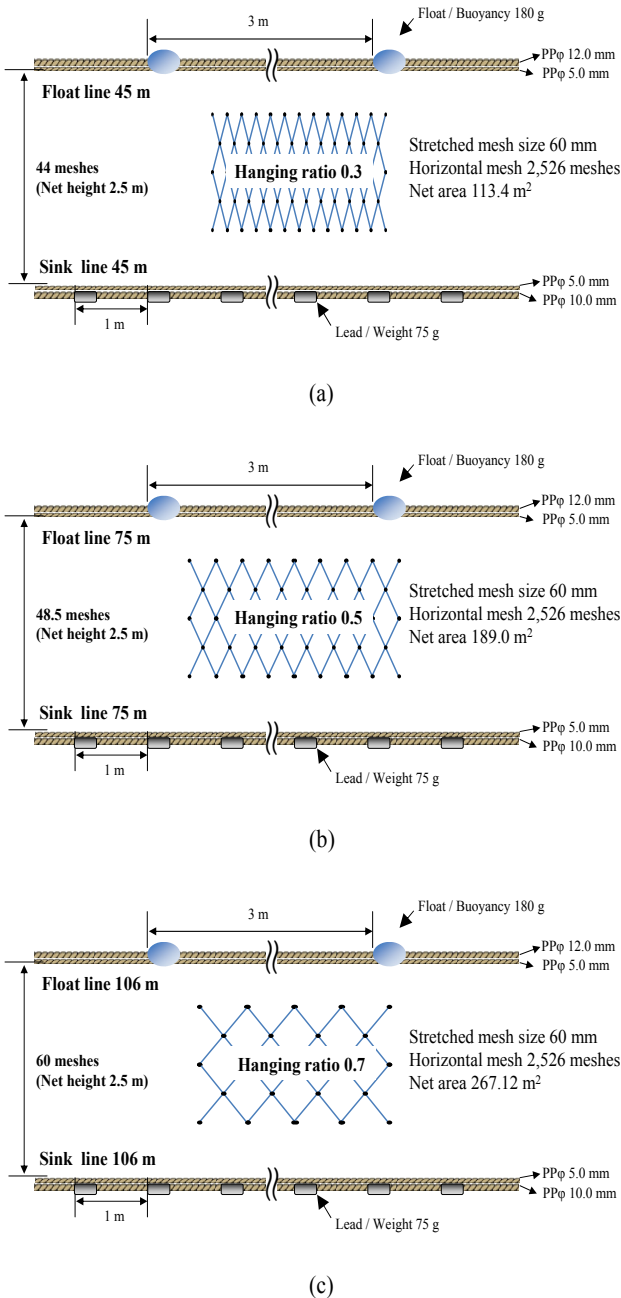 3 m
Float / Buoyancy 180 g
PPφ 12.0 mm
PPφ 5.0 mm
Float line 45 m
44 meshes
(Net height 2.5 m)
Hanging ratio 0.3
Stretched mesh size 60 mm
Horizontal mesh 2,526 meshes
Net area 113.4 m²
Sink line 45 m
PPφ 5.0 mm
PPφ 10.0 mm
1 m
Lead / Weight 75 g
(a)
3 m
Float / Buoyancy 180 g
PPφ 12.0 mm
PPφ 5.0 mm
Float line 75 m
48.5 meshes
(Net height 2.5 m)
Hanging ratio 0.5
Stretched mesh size 60 mm
Horizontal mesh 2,526 meshes
Net area 189.0 m²
Sink line 75 m
PPφ 5.0 mm
PPφ 10.0 mm
1 m
Lead / Weight 75 g
(b)
3 m
Float / Buoyancy 180 g
PPφ 12.0 mm
PPφ 5.0 mm
Float line 106 m
60 meshes
(Net height 2.5 m)
Hanging ratio 0.7
Stretched mesh size 60 mm
Horizontal mesh 2,526 meshes
Net area 267.12 m²
Sink line 106 m
PPφ 5.0 mm
PPφ 10.0 mm
1 m
Lead / Weight 75 g
(c)